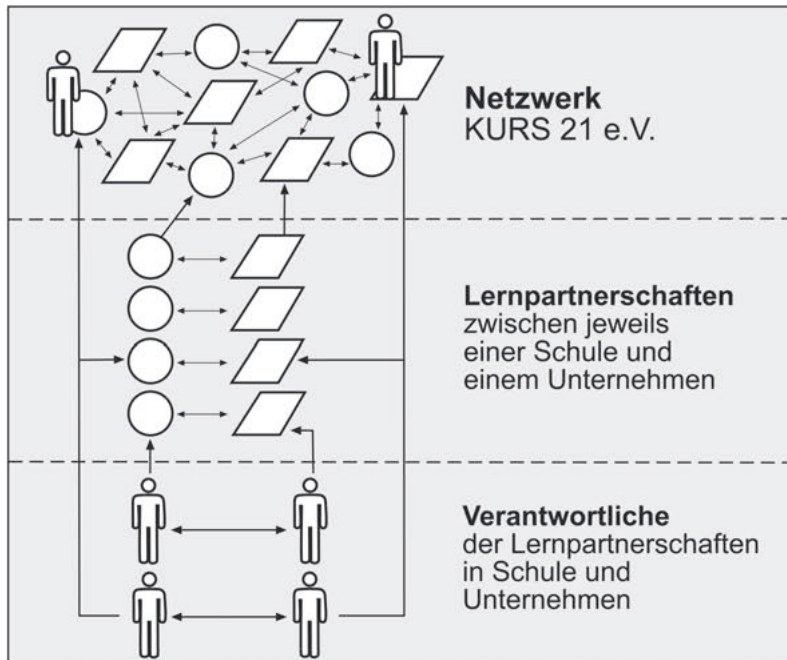 Netzwerk
KURS 21 e.V.
Lernpartnerschaften
zwischen jeweils
einer Schule und
einem Unternehmen
Verantwortliche
der Lernpartnerschaften
in Schule und
Unternehmen